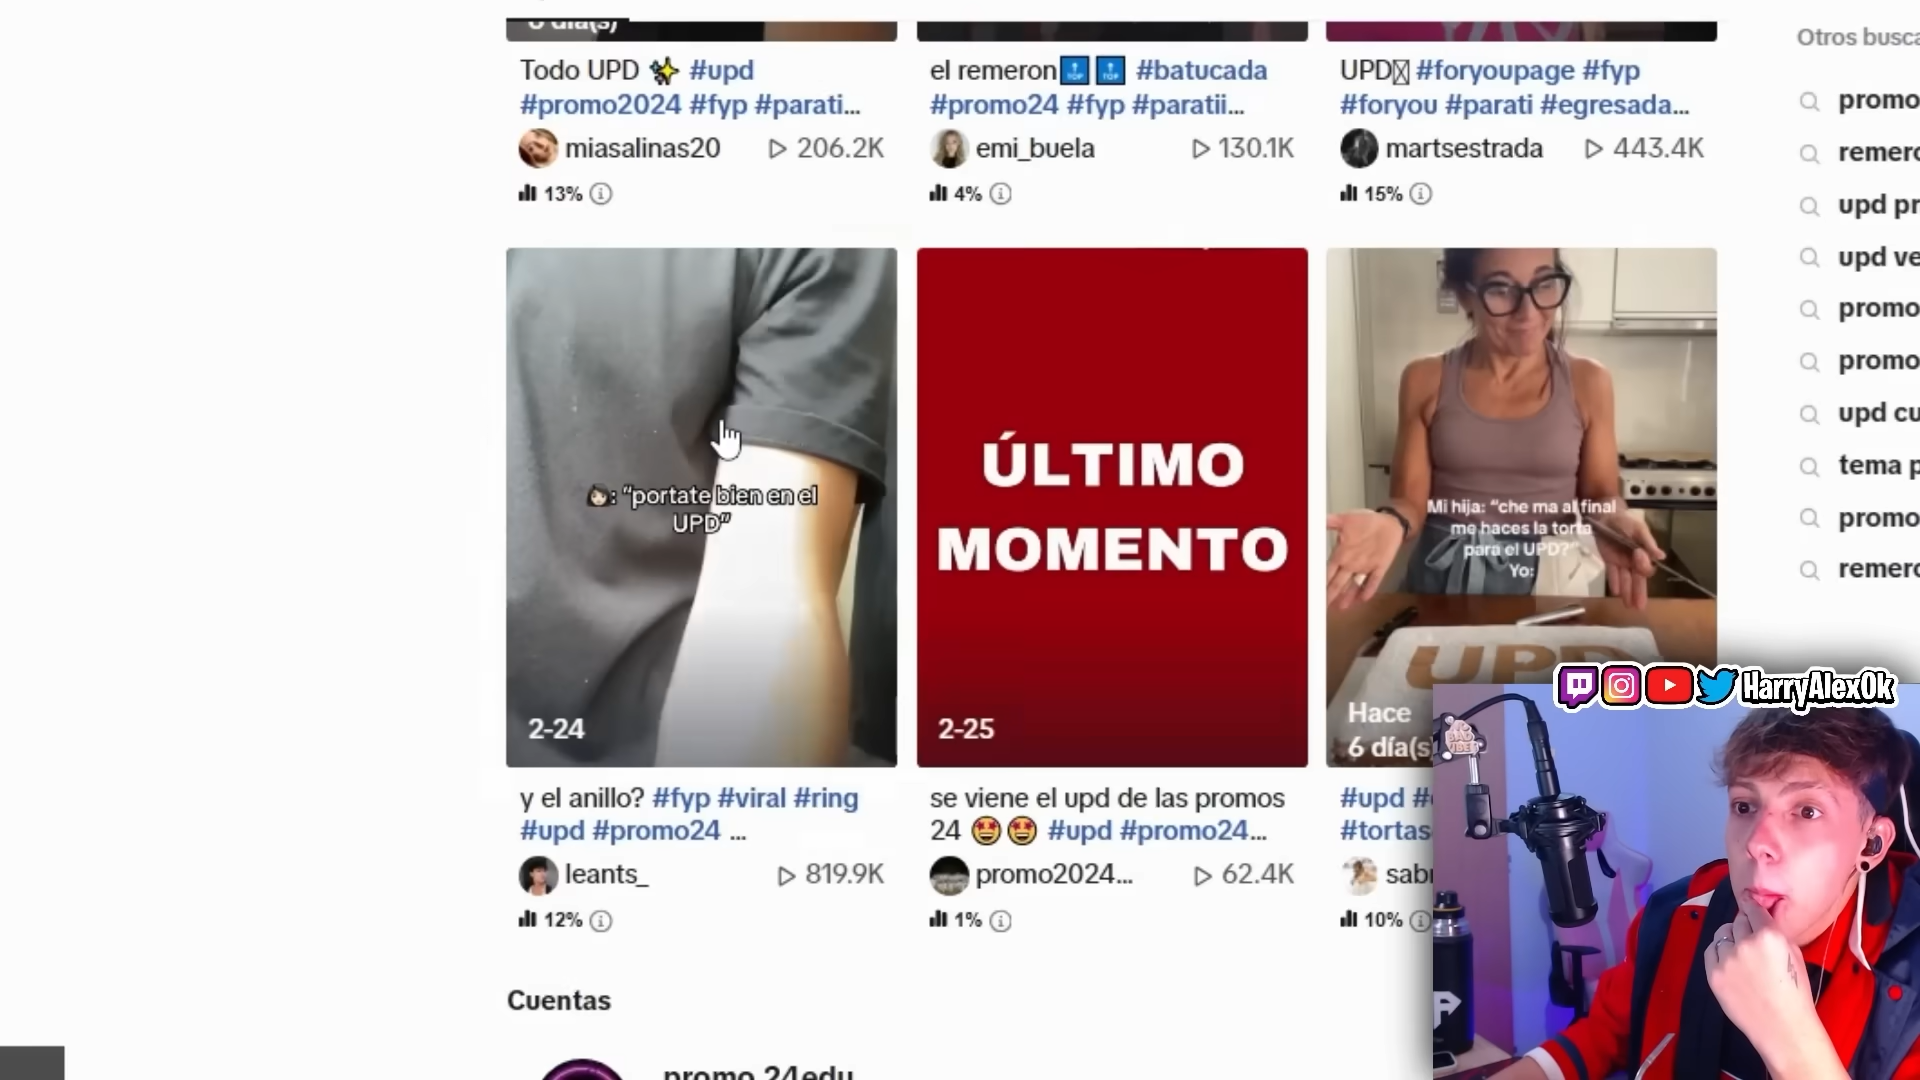 Otros busca
Todo UPD ✨ #upd
#promo2024 #fyp #parati...
miasalinas20
206.2K
13%
el remeron🔝🔝 #batucada
#promo24 #fyp #paratii...
emi_buela
130.1K
4%
UPD #foryoupage #fyp
#foryou #parati #egresada...
martsestrada
443.4K
15%
promo
remero
upd pr
upd ve
promo
promo
upd cu
tema p
promo
remero
: "portate bien en el
UPD"
2-24
ÚLTIMO
MOMENTO
2-25
Mi hija: "che ma al final
me haces la torta
para el UPD?"
Yo:
UPD
Hace
6 día(s)
HarryAlexOk
y el anillo? #fyp #viral #ring
#upd #promo24 ...
leants_
819.9K
12%
se viene el upd de las promos
24 🤩🤩 #upd #promo24...
promo2024...
62.4K
1%
#upd
#tortas
sabr
10%
Cuentas
promo 24edu